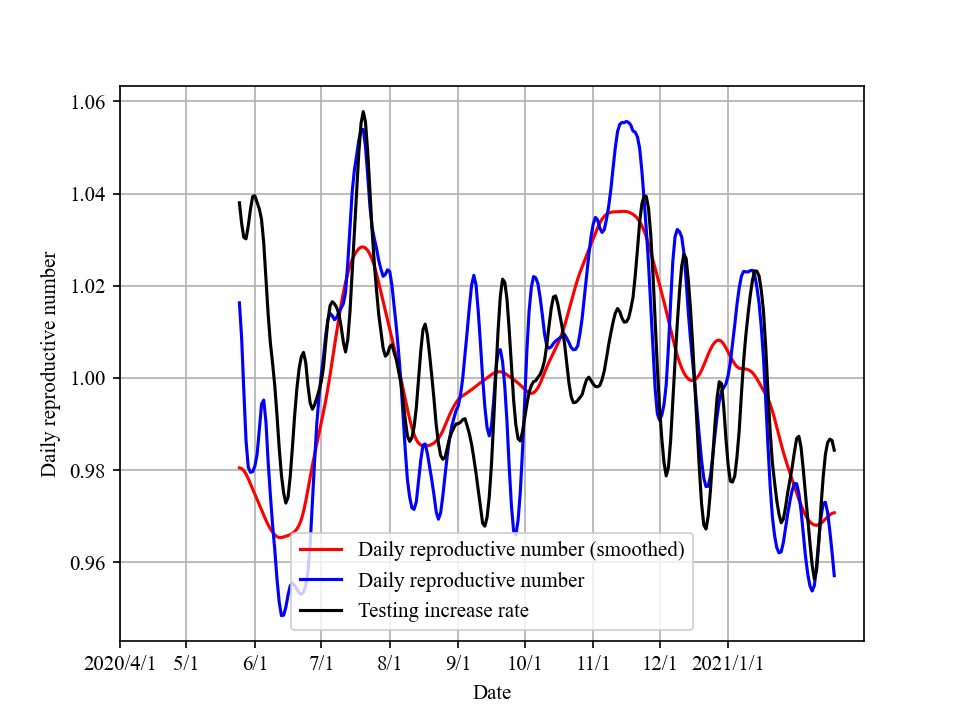 Daily reproductive number
1.06
1.04
1.02
1.00
0.98
0.96
Daily reproductive number (smoothed)
Daily reproductive number
Testing increase rate
2020/4/1 5/1 6/1 7/1 8/1 9/1 10/1 11/1 12/1 2021/1/1
Date